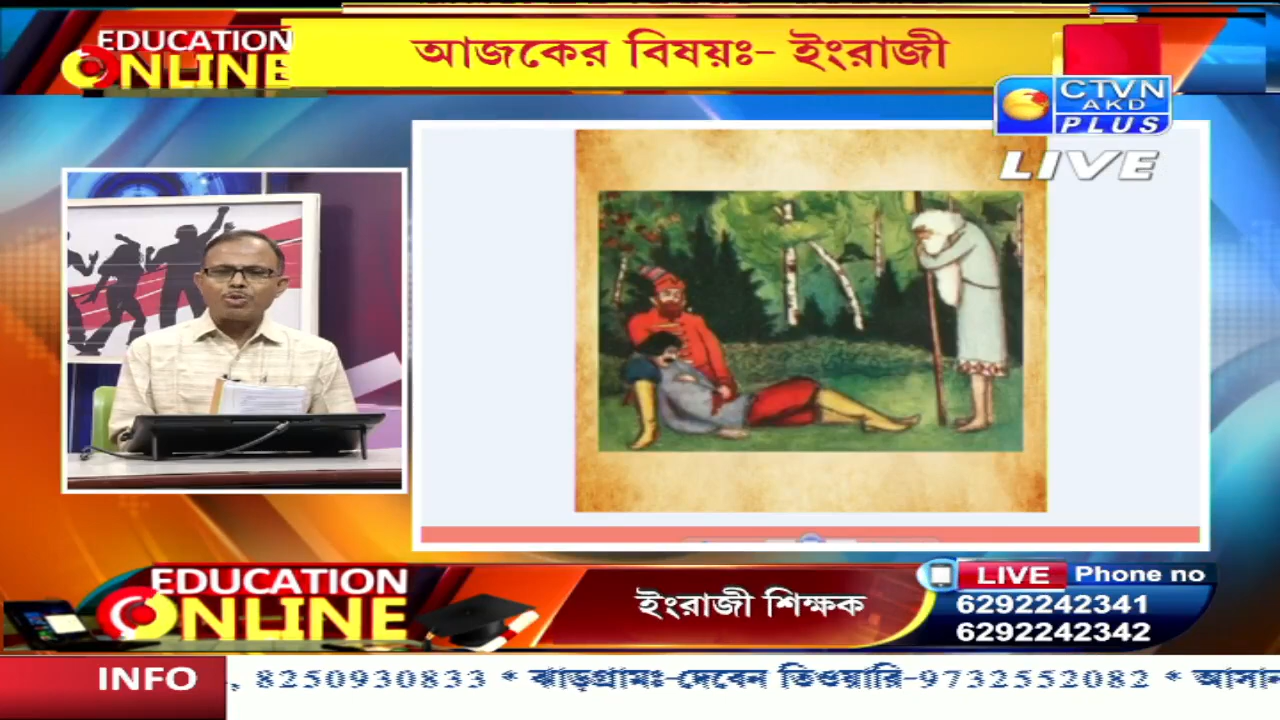 EDUCATION
ONLINE
আজকের বিষয়ঃ- ইংরাজী
CTVN
AKD
PLUS
LIVE
EDUCATION
ONLINE
ইংরাজী শিক্ষক
LIVE Phone no
6292242341
6292242342
INFO
, 8250930833 * ঝাড়গ্রামঃ-দেবেন তিওয়ারি-9732552082 * আসান